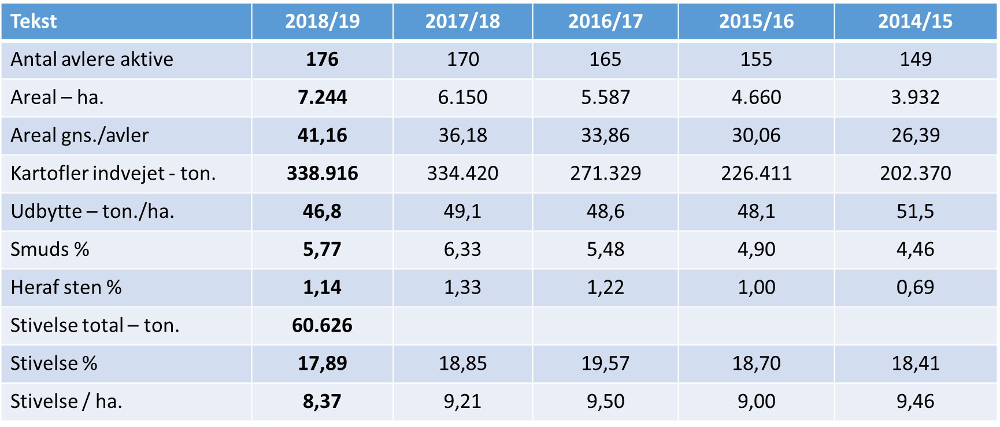 Tekst 2018/19 2017/18 2016/17 2015/16 2014/15
Antal avlere aktive 176 170 165 155 149
Areal – ha. 7.244 6.150 5.587 4.660 3.932
Areal gns./avler 41,16 36,18 33,86 30,06 26,39
Kartofler indvejet - ton. 338.916 334.420 271.329 226.411 202.370
Udbytte – ton./ha. 46,8 49,1 48,6 48,1 51,5
Smuds % 5,77 6,33 5,48 4,90 4,46
Heraf sten % 1,14 1,33 1,22 1,00 0,69
Stivelse total – ton. 60.626
Stivelse % 17,89 18,85 19,57 18,70 18,41
Stivelse / ha. 8,37 9,21 9,50 9,00 9,46